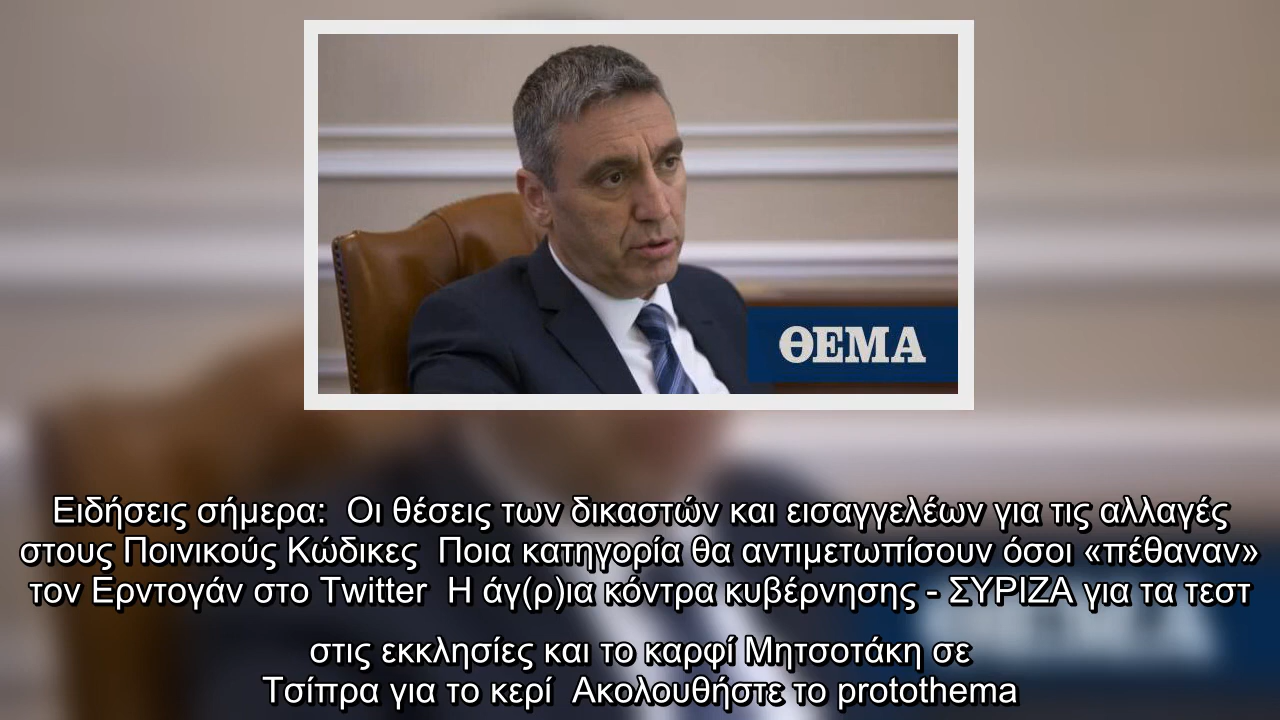 ΘΕΜΑ
Ειδήσεις σήμερα:  Οι θέσεις των δικαστών και εισαγγελέων για τις αλλαγές
στους Ποινικούς Κώδικες  Ποια κατηγορία θα αντιμετωπίσουν όσοι «πέθαναν»
τον Ερντογάν στο Twitter  Η άγ(ρ)ια κόντρα κυβέρνησης - ΣΥΡΙΖΑ για τα τεστ
στις εκκλησίες και το καρφί Μητσοτάκη σε
Τσίπρα για το κερί  Ακολουθήστε το protothema